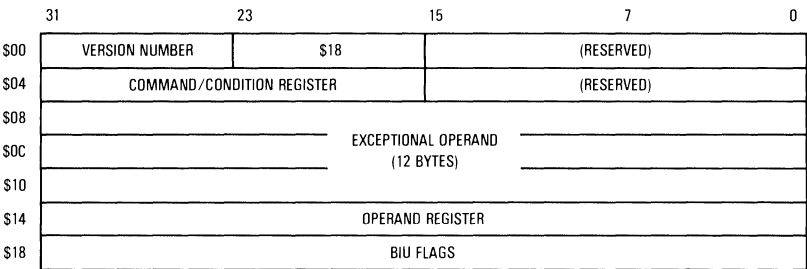 31 23 15 7 0
$00 VERSION NUMBER $18 (RESERVED)
$04 COMMAND/CONDITION REGISTER (RESERVED)
$08
EXCEPTIONAL OPERAND
$0C
(12 BYTES)
$10
$14 OPERAND REGISTER
$18 BIU FLAGS